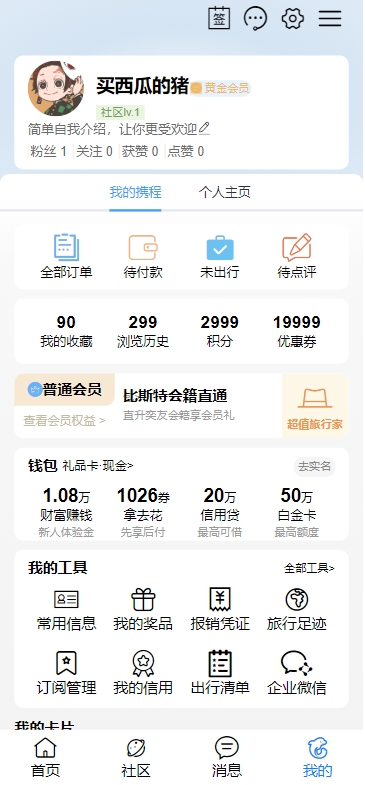 签
买西瓜的猪 黄金会员
社区lv.1
简单自我介绍，让你更受欢迎
粉丝 1 关注 0 获赞 0 点赞 0
我的携程 个人主页
全部订单 待付款 未出行 待点评
90 299 2999 19999
我的收藏 浏览历史 积分 优惠券
普通会员 比斯特会籍直通
直升突友会籍享会员礼
查看会员权益 > 超值旅行家
钱包 礼品卡·现金> 去实名
1.08万 1026券 20万 50万
财富赚钱 拿去花 信用贷 白金卡
新人体验金 先享后付 最高可借 最高额度
我的工具 全部工具>
常用信息 我的奖品 报销凭证 旅行足迹
订阅管理 我的信用 出行清单 企业微信
我的卡片
首页 社区 消息 我的